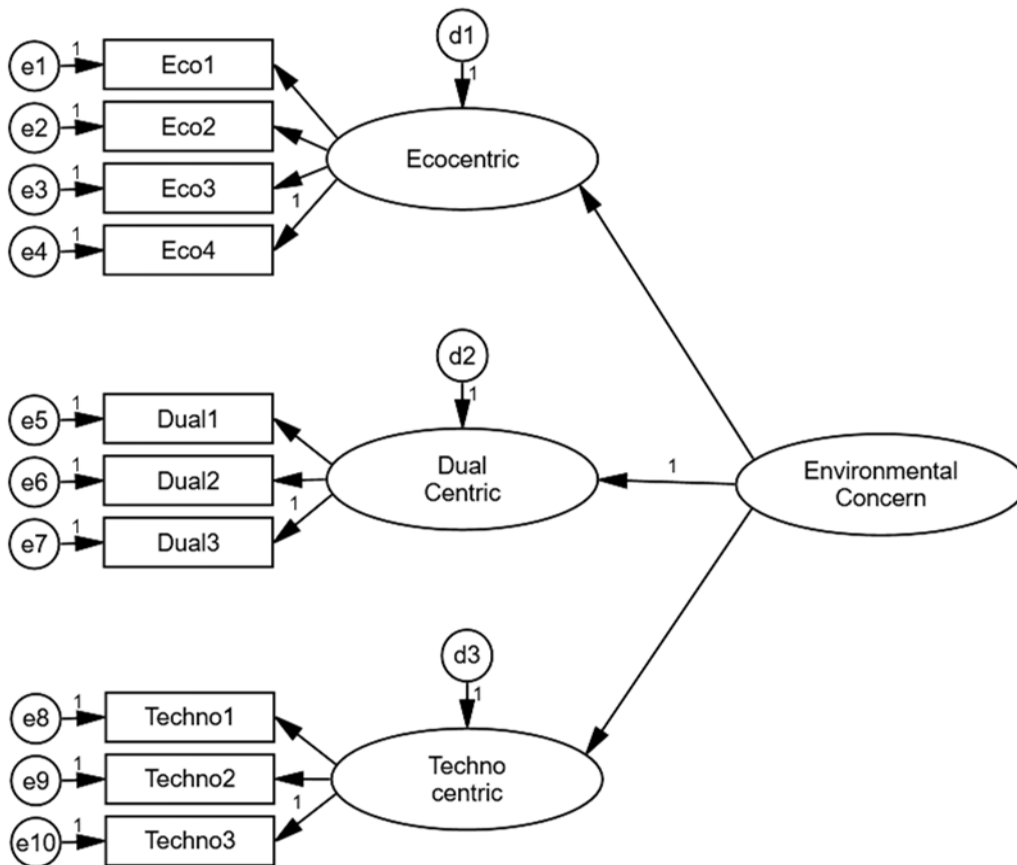 d1
1
e1
1
Eco1
e2
1
Eco2
e3
1
Eco3
1
e4
1
Eco4
Ecocentric
d2
1
e5
1
Dual1
e6
1
Dual2
1
e7
1
Dual3
Dual
Centric
1
Environmental
Concern
d3
1
e8
1
Techno1
e9
1
Techno2
1
e10
1
Techno3
Techno
centric